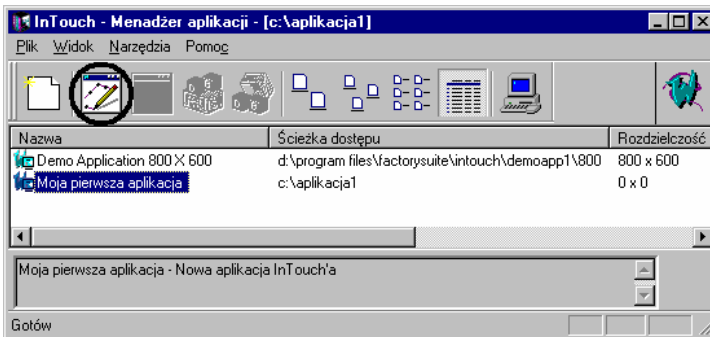 InTouch - Menadżer aplikacji - [c:\aplikacja1]
Plik Widok Narzędzia Pomoc
Nazwa Ścieżka dostępu Rozdzielczość
Demo Application 800 X 600 d:\program files\factorysuite\intouch\demoapp1\800 800 x 600
Moja pierwsza aplikacja c:\aplikacja1 0 x 0
Moja pierwsza aplikacja - Nowa aplikacja InTouch'a
Gotów